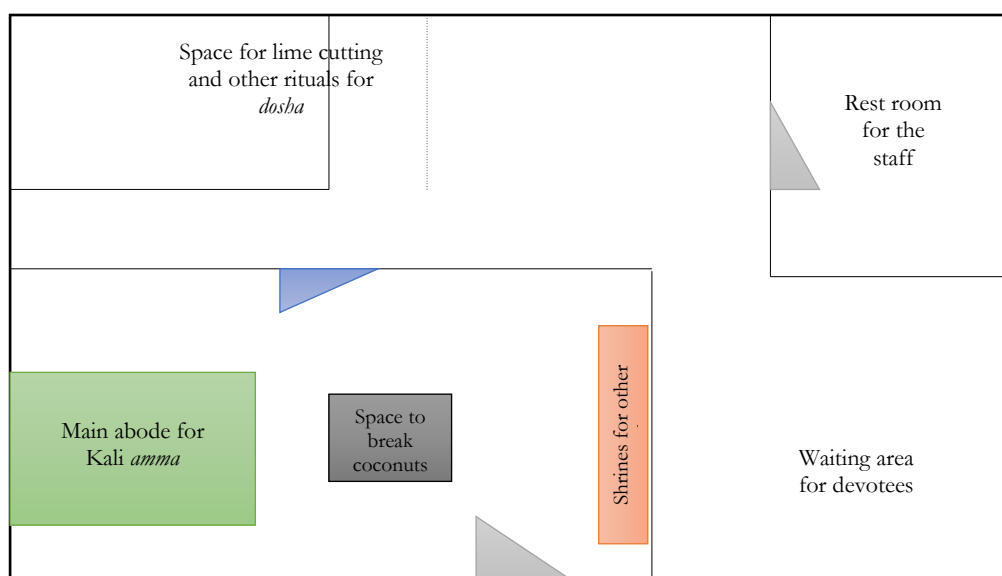 Space for lime cutting
and other rituals for
dosha
Rest room
for the
staff
Main abode for
Kali amma
Space to
break
coconuts
Shrines for other
Waiting area
for devotees